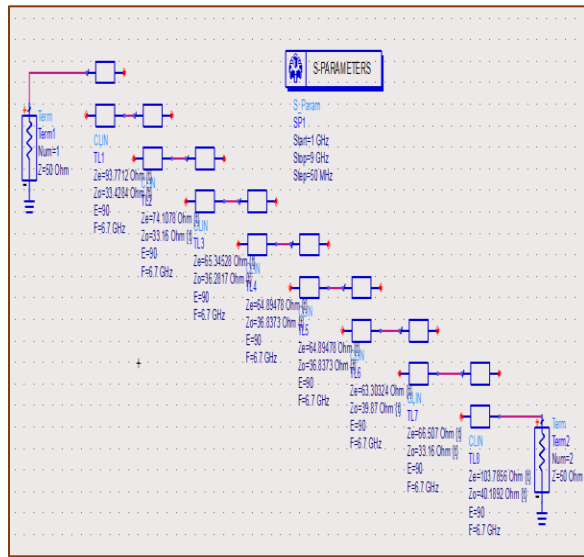 S-PARAMETERS
S_Param
SP1
Start=1 GHz
Stop=9 GHz
Step=50 MHz
Term
Term1
Num=1
Z=50 Ohm
CLIN
TL1
Ze=93.7712 Ohm
Zo=33.4284 Ohm
E=90
F=6.7 GHz
CLIN
TL2
Ze=74.1078 Ohm
Zo=33.16 Ohm
E=90
F=6.7 GHz
CLIN
TL3
Ze=65.34528 Ohm
Zo=36.2817 Ohm
E=90
F=6.7 GHz
CLIN
TL4
Ze=64.89478 Ohm
Zo=36.8373 Ohm
E=90
F=6.7 GHz
CLIN
TL5
Ze=64.89478 Ohm
Zo=36.8373 Ohm
E=90
F=6.7 GHz
CLIN
TL6
Ze=63.30324 Ohm
Zo=39.87 Ohm
E=90
F=6.7 GHz
CLIN
TL7
Ze=66.507 Ohm
Zo=33.16 Ohm
E=90
F=6.7 GHz
CLIN
TL8
Ze=103.7856 Ohm
Zo=40.1892 Ohm
E=90
F=6.7 GHz
Term
Term2
Num=2
Z=50 Ohm